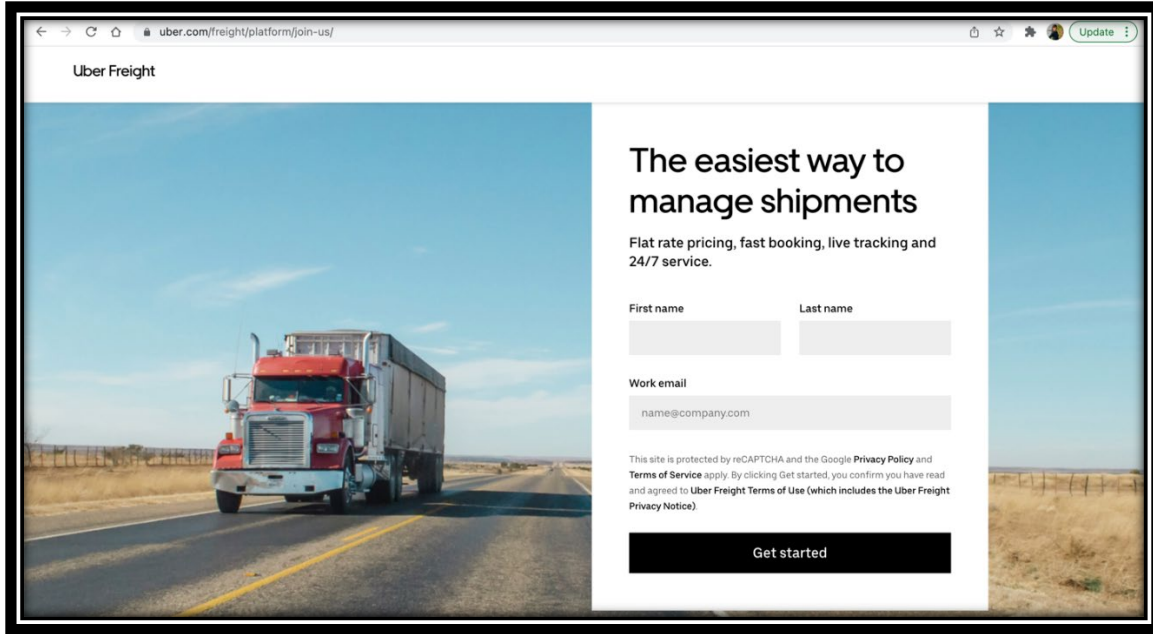 uber.com/freight/platform/join-us/
Update
Uber Freight
The easiest way to
manage shipments
Flat rate pricing, fast booking, live tracking and
24/7 service.
First name Last name
Work email
name@company.com
This site is protected by reCAPTCHA and the Google Privacy Policy and
Terms of Service apply. By clicking Get started, you confirm you have read
and agreed to Uber Freight Terms of Use (which includes the Uber Freight
Privacy Notice).
Get started